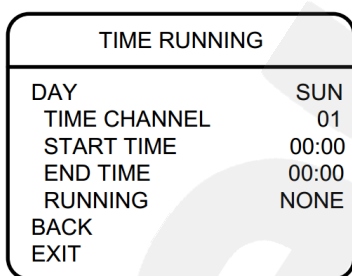 TIME RUNNING
DAY SUN
TIME CHANNEL 01
START TIME 00:00
END TIME 00:00
RUNNING NONE
BACK
EXIT